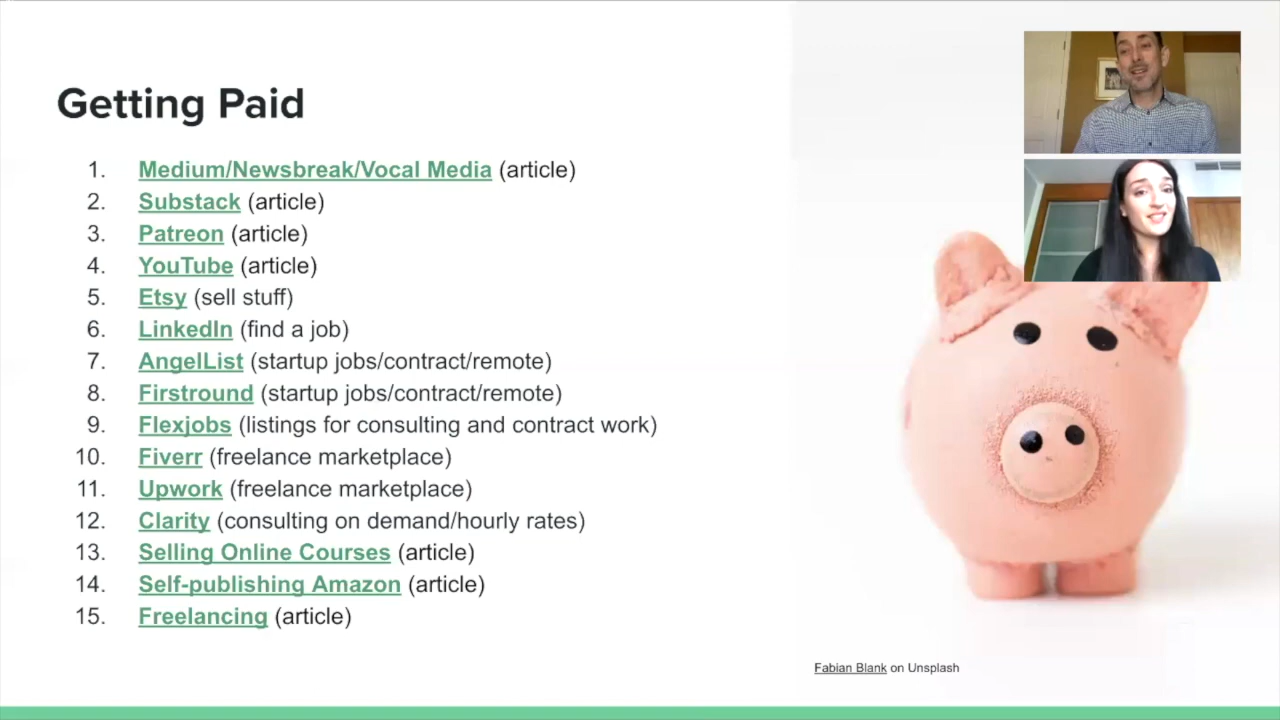 Getting Paid
1. Medium/Newsbreak/Vocal Media (article)
2. Substack (article)
3. Patreon (article)
4. YouTube (article)
5. Etsy (sell stuff)
6. LinkedIn (find a job)
7. AngelList (startup jobs/contract/remote)
8. Firstround (startup jobs/contract/remote)
9. Flexjobs (listings for consulting and contract work)
10. Fiverr (freelance marketplace)
11. Upwork (freelance marketplace)
12. Clarity (consulting on demand/hourly rates)
13. Selling Online Courses (article)
14. Self-publishing Amazon (article)
15. Freelancing (article)
Fabian Blank on Unsplash